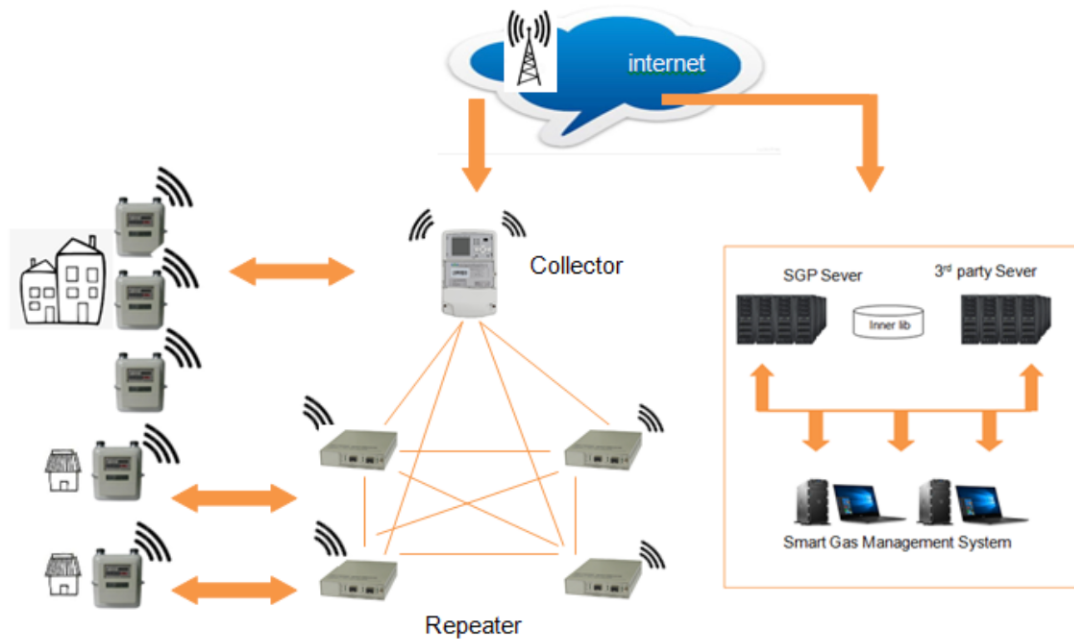 internet
Collector
SGP Sever
3rd party Sever
Inner lib
Smart Gas Management System
Repeater